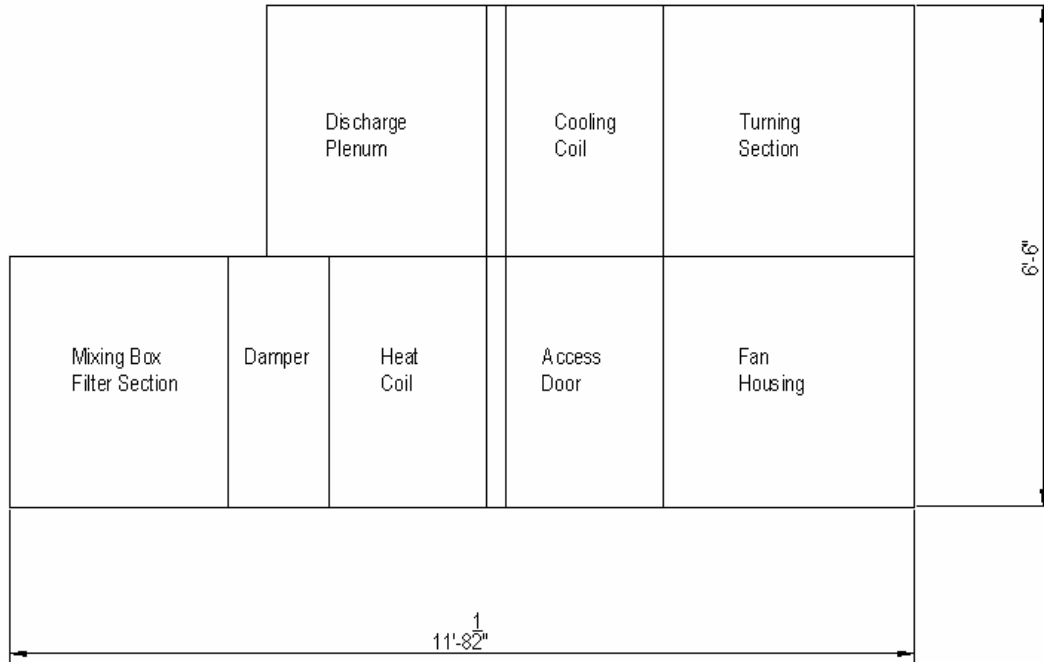 Discharge
Plenum
Cooling
Coil
Turning
Section
6'-6"
Mixing Box
Filter Section
Damper
Heat
Coil
Access
Door
Fan
Housing
11'-8 1/2"